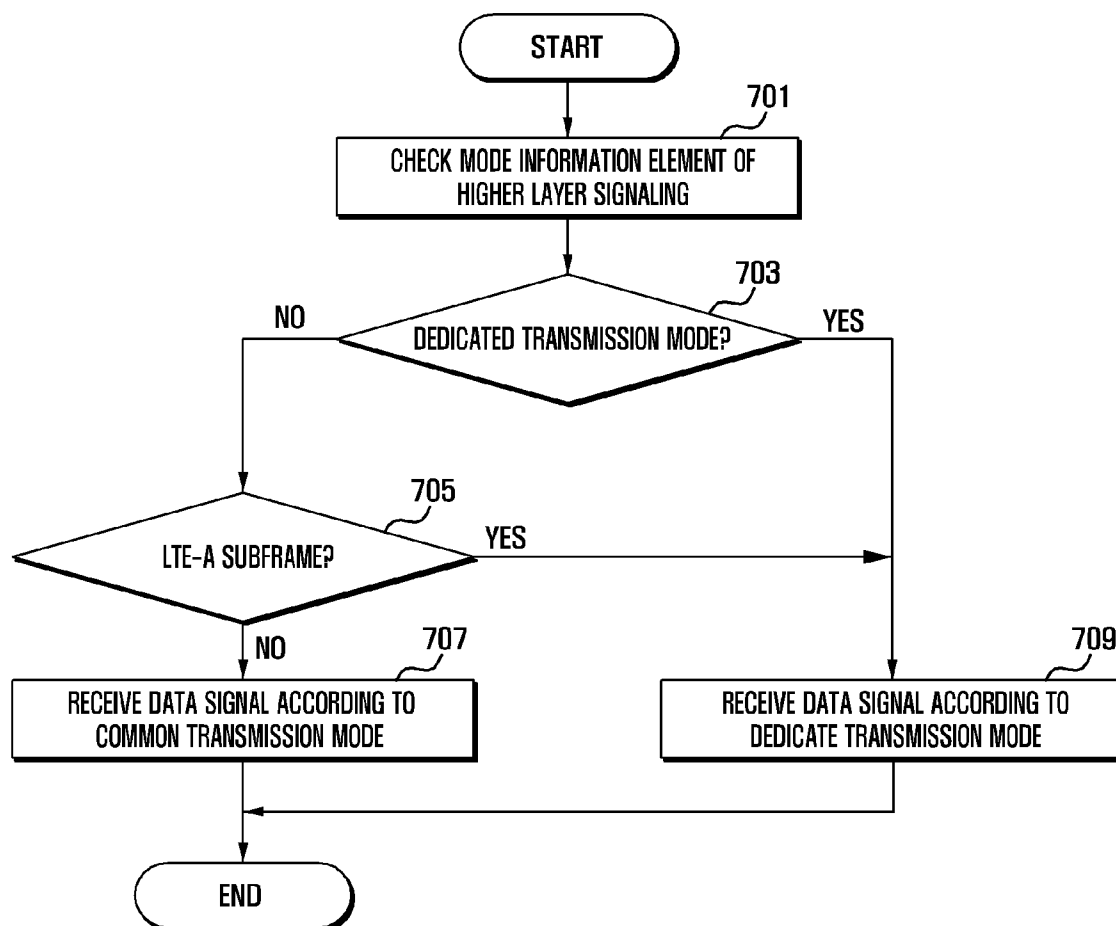 START
701
CHECK MODE INFORMATION ELEMENT OF
HIGHER LAYER SIGNALING
703
NO
DEDICATED TRANSMISSION MODE?
YES
705
LTE-A SUBFRAME?
YES
NO
707
RECEIVE DATA SIGNAL ACCORDING TO
COMMON TRANSMISSION MODE
709
RECEIVE DATA SIGNAL ACCORDING TO
DEDICATE TRANSMISSION MODE
END